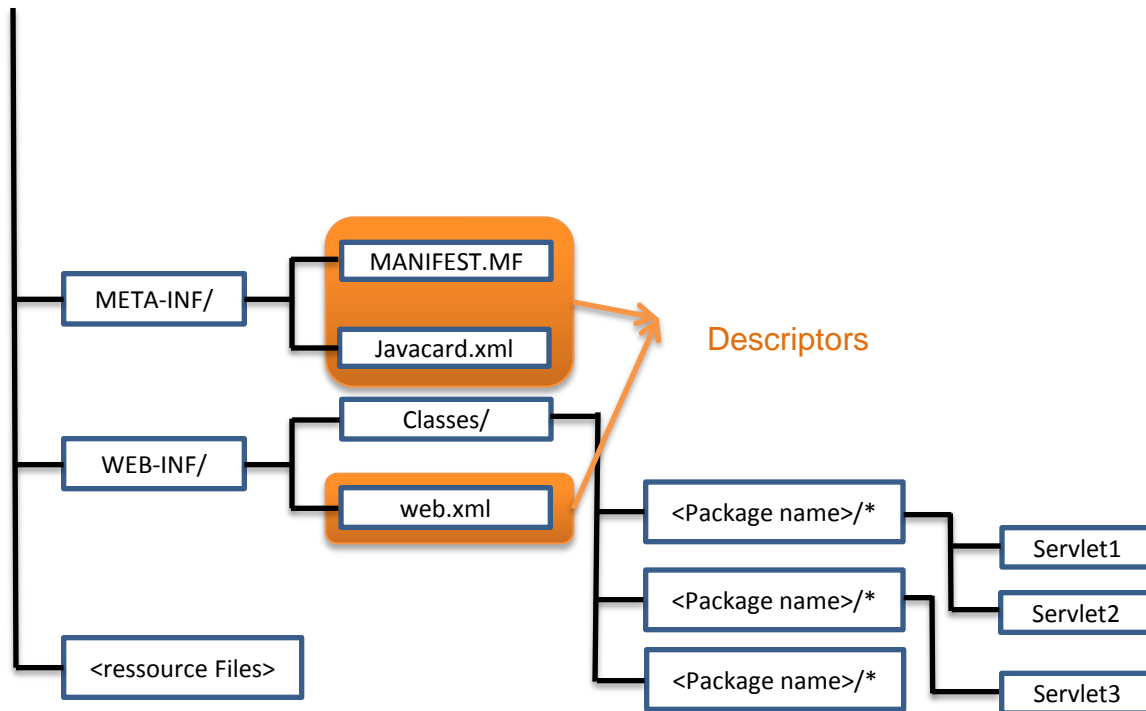 MANIFEST.MF
META-INF/
Javacard.xml
Descriptors
Classes/
WEB-INF/
web.xml
<Package name>/*
Servlet1
<Package name>/*
Servlet2
<ressource Files>
<Package name>/*
Servlet3